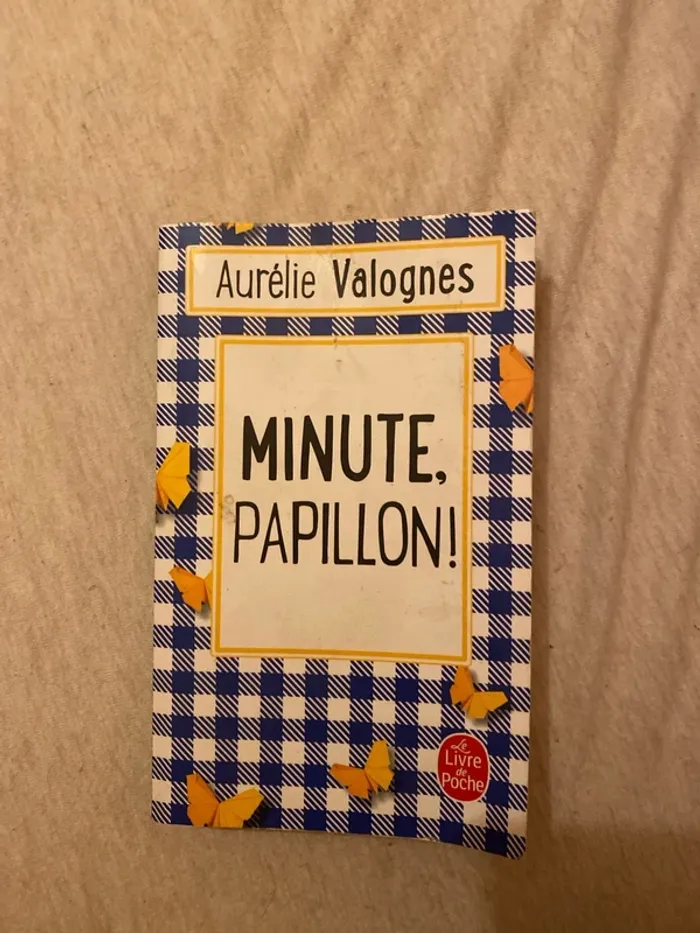 Aurélie Valognes
MINUTE,
PAPILLON!
Le
Livre
de
Poche